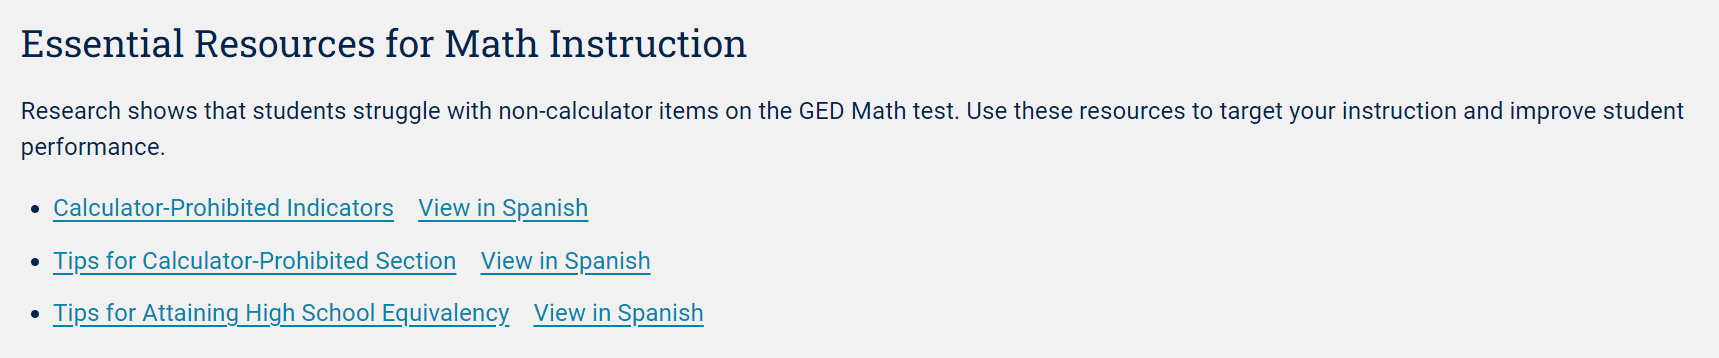 Essential Resources for Math Instruction
Research shows that students struggle with non-calculator items on the GED Math test. Use these resources to target your instruction and improve student
performance.
Calculator-Prohibited Indicators View in Spanish
Tips for Calculator-Prohibited Section View in Spanish
Tips for Attaining High School Equivalency View in Spanish